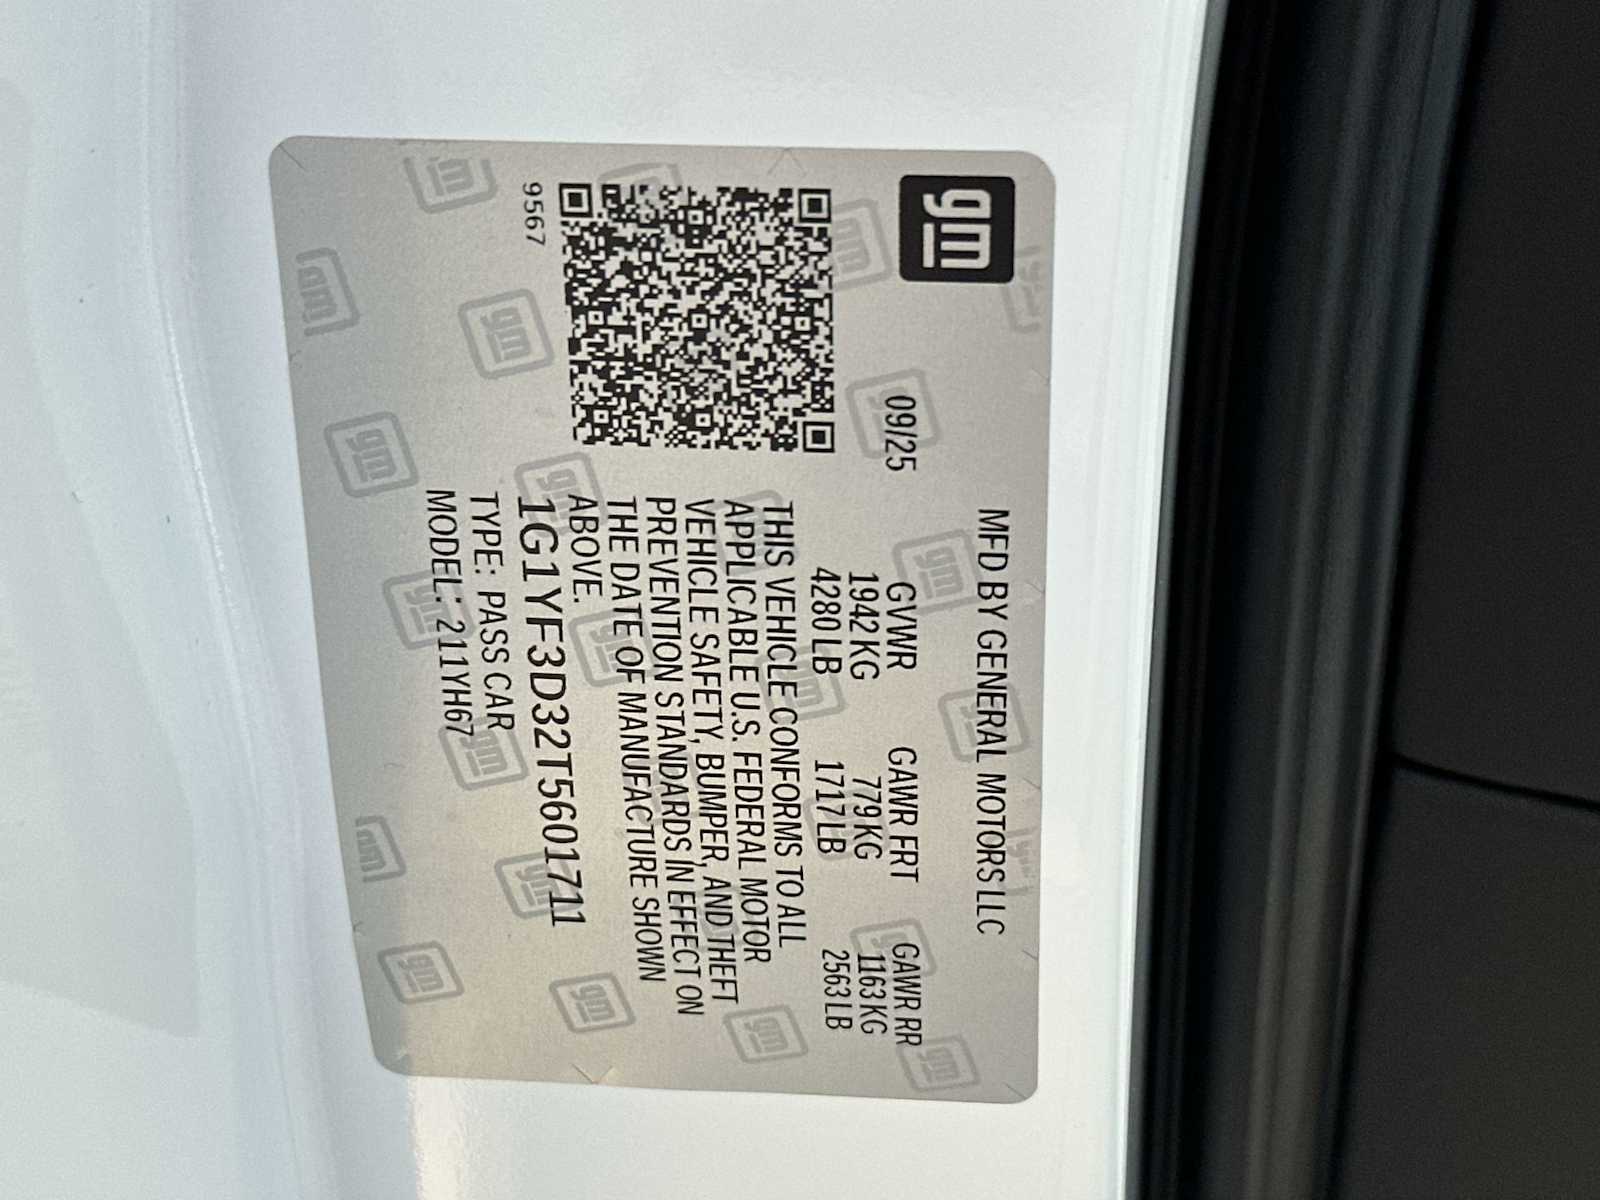 gm
MFD BY GENERAL MOTORS LLC
09/25 GVWR GAWR FRT GAWR RR
1942 KG 779 KG 1163 KG
4280 LB 1717 LB 2563 LB
THIS VEHICLE CONFORMS TO ALL
APPLICABLE U.S. FEDERAL MOTOR
VEHICLE SAFETY, BUMPER, AND THEFT
PREVENTION STANDARDS IN EFFECT ON
THE DATE OF MANUFACTURE SHOWN
ABOVE.
1G1YF3D32T5601711
TYPE: PASS CAR
MODEL: 211YH67
9567